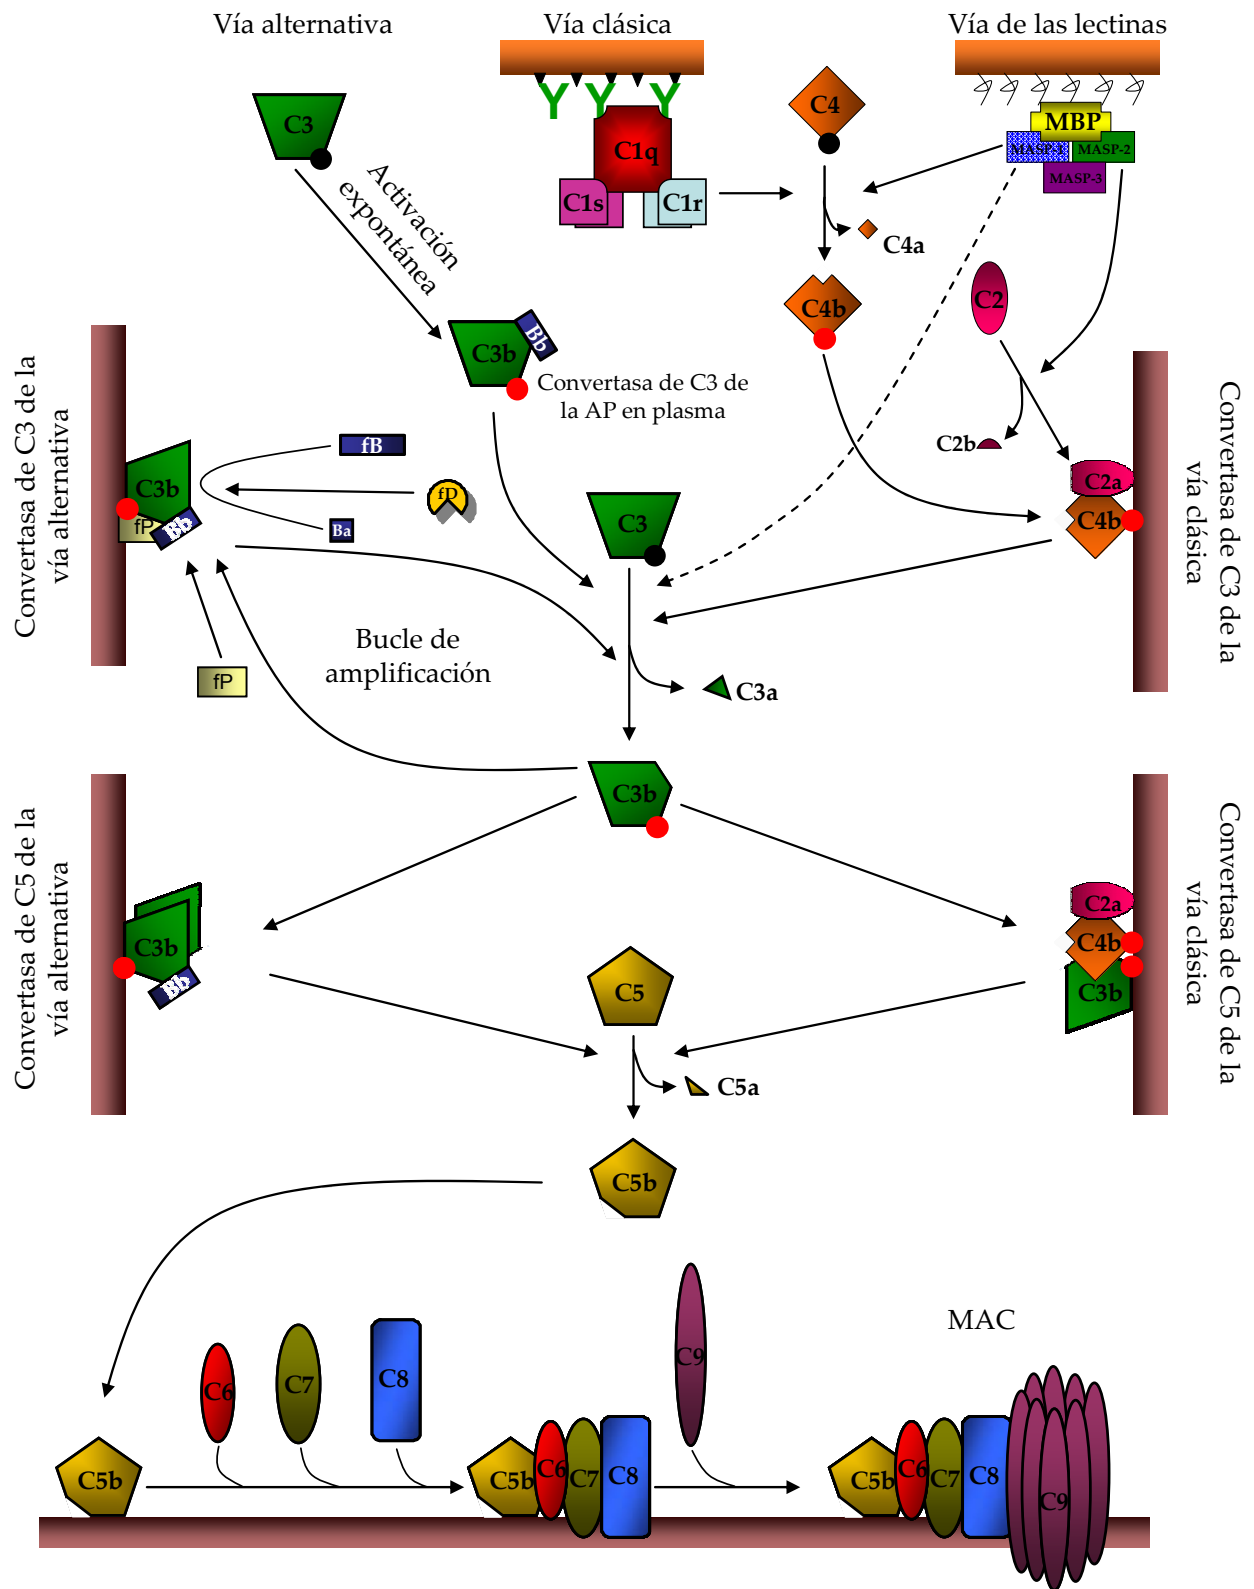 Vía alternativa
Vía clásica
Vía de las lectinas
C3
C1q
C1s
C1r
C4
MBP
MASP-1
MASP-2
MASP-3
Activación
expontánea
C4a
C4b
C2
C3b
Bb
Convertasa de C3 de
la AP en plasma
C2b
C2a
C4b
Convertasa de C3 de la
vía alternativa
fB
C3b
fD
fP
Bb
Ba
C3
Convertasa de C3 de la
vía clásica
Bucle de
amplificación
fP
C3a
C3b
Convertasa de C5 de la
vía alternativa
C3b
Bb
C5
C2a
C4b
C3b
Convertasa de C5 de la
vía clásica
C5a
C5b
C6
C7
C8
C9
MAC
C5b
C5b
C6
C7
C8
C5b
C6
C7
C8
C9